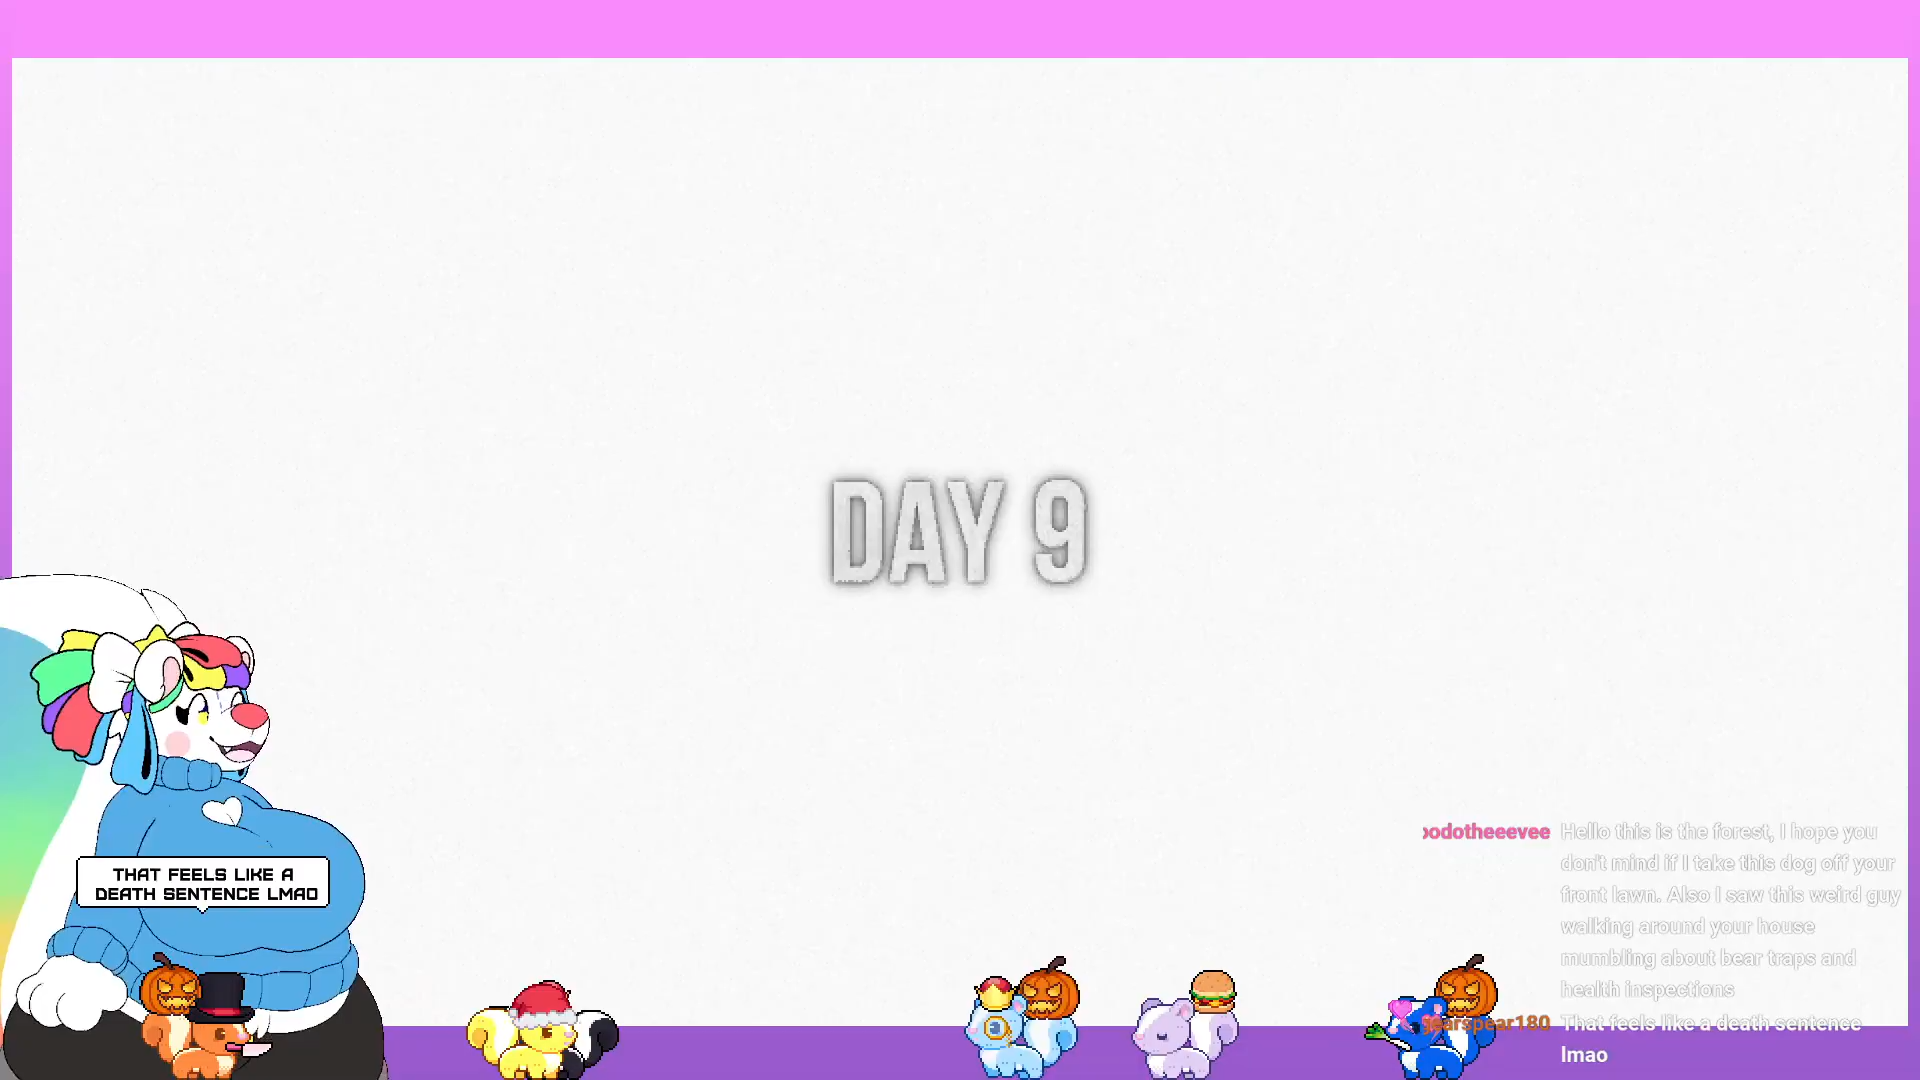 DAY 9
THAT FEELS LIKE A
DEATH SENTENCE LMAO
odotheeevee Hello this is the forest, I hope you
don't mind if I take this dog off your
front lawn. Also I saw this weird guy
walking around your house
mumbling about bear traps and
health inspections
earspear180 That feels like a death sentence
lmao